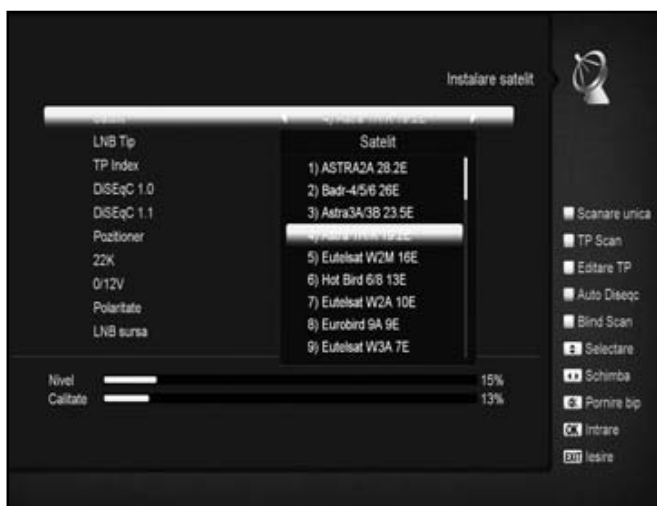 Instalare satelit
LNB Tip
TP Index
DiSEqC 1.0
DiSEqC 1.1
Pozitioner
22K
0/12V
Polaritate
LNB sursa
Satelit
1) ASTRA2A 28.2E
2) Badr-4/5/6 26E
3) Astra3A/3B 23.5E
5) Eutelsat W2M 16E
6) Hot Bird 6/8 13E
7) Eutelsat W2A 10E
8) Eurobird 9A 9E
9) Eutelsat W3A 7E
Nivel 15%
Calitate 13%
Scanare unica
TP Scan
Editare TP
Auto Diseqc
Blind Scan
Selectare
Schimba
Pornire bip
OK Intrare
EXIT Iesire